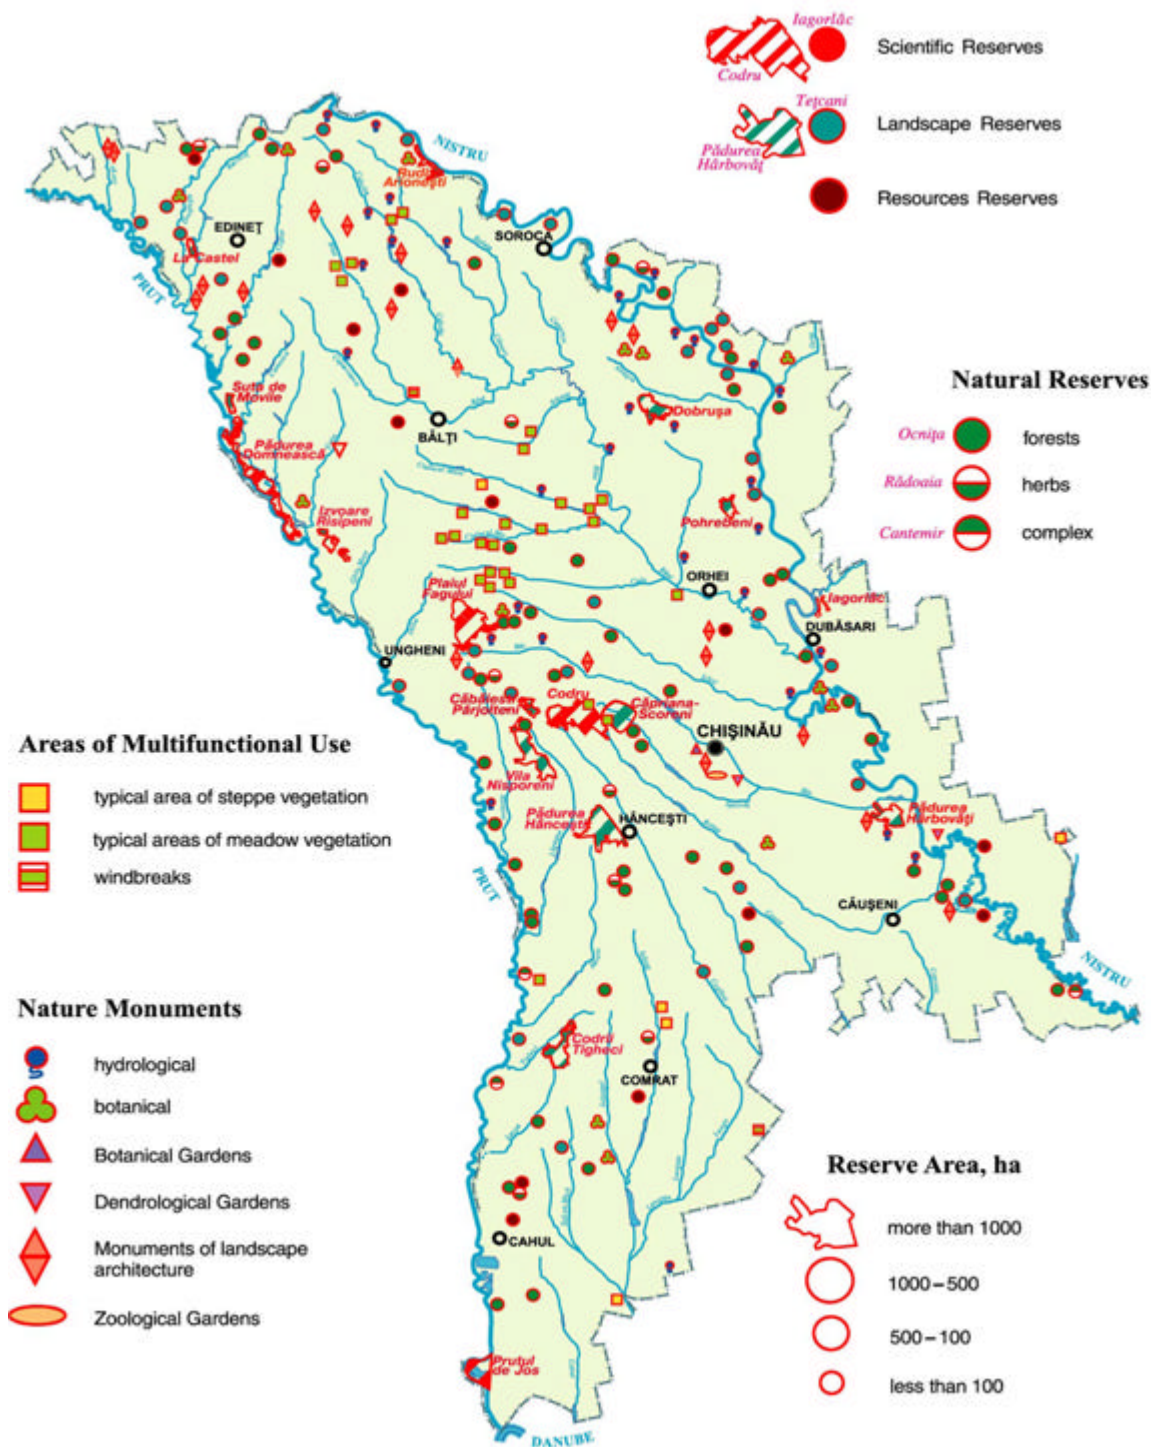 Iagorlâc
Scientific Reserves
Codru
Tețcani
Landscape Reserves
Pădurea
Hârbovăț
Resources Reserves
NISTRU
Rudi
Arionești
SOROCA
EDINEȚ
La Castel
PRUT
Natural Reserves
Suta de
Movile
Dobrușa
Ocnița
forests
BĂLȚI
Pădurea
Domnească
Rădoaia
herbs
Izvoare
Risipeni
Pohrebeni
Cantemir
complex
ORHEI
Plaiul
Fagului
Iagorlâc
DUBĂSARI
UNGHENI
Căbăiești
Pârjolteni
Codru
Căpriana-
Scoreni
CHIȘINĂU
Areas of Multifunctional Use
Vila
Nisporeni
typical area of steppe vegetation
Pădurea
Hâncești
HÂNCEȘTI
Pădurea
Hârbovăți
typical areas of meadow vegetation
windbreaks
PRUT
CĂUȘENI
NISTRU
Nature Monuments
Codrii
Tigheci
hydrological
COMRAT
botanical
Botanical Gardens
Reserve Area, ha
Dendrological Gardens
more than 1000
Monuments of landscape
architecture
CAHUL
1000–500
Zoological Gardens
500–100
Prutul
de Jos
less than 100
DANUBE